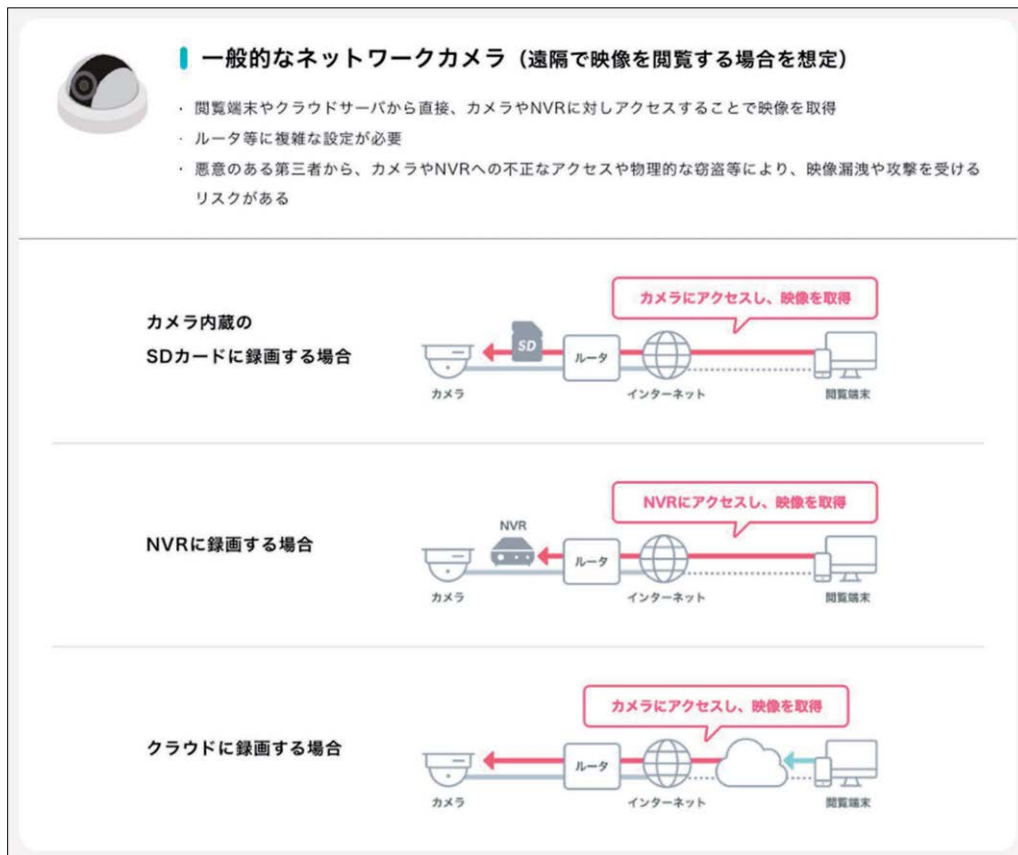 一般的なネットワークカメラ（遠隔で映像を閲覧する場合を想定）
・ 閲覧端末やクラウドサーバから直接、カメラやNVRに対しアクセスすることで映像を取得
・ ルータ等に複雑な設定が必要
・ 悪意のある第三者から、カメラやNVRへの不正なアクセスや物理的な窃盗等により、映像漏洩や攻撃を受ける
リスクがある
カメラ内蔵の
SDカードに録画する場合
カメラにアクセスし、映像を取得
SD
ルータ
カメラ
インターネット
閲覧端末
NVRに録画する場合
NVRにアクセスし、映像を取得
NVR
ルータ
カメラ
インターネット
閲覧端末
クラウドに録画する場合
カメラにアクセスし、映像を取得
ルータ
カメラ
インターネット
閲覧端末